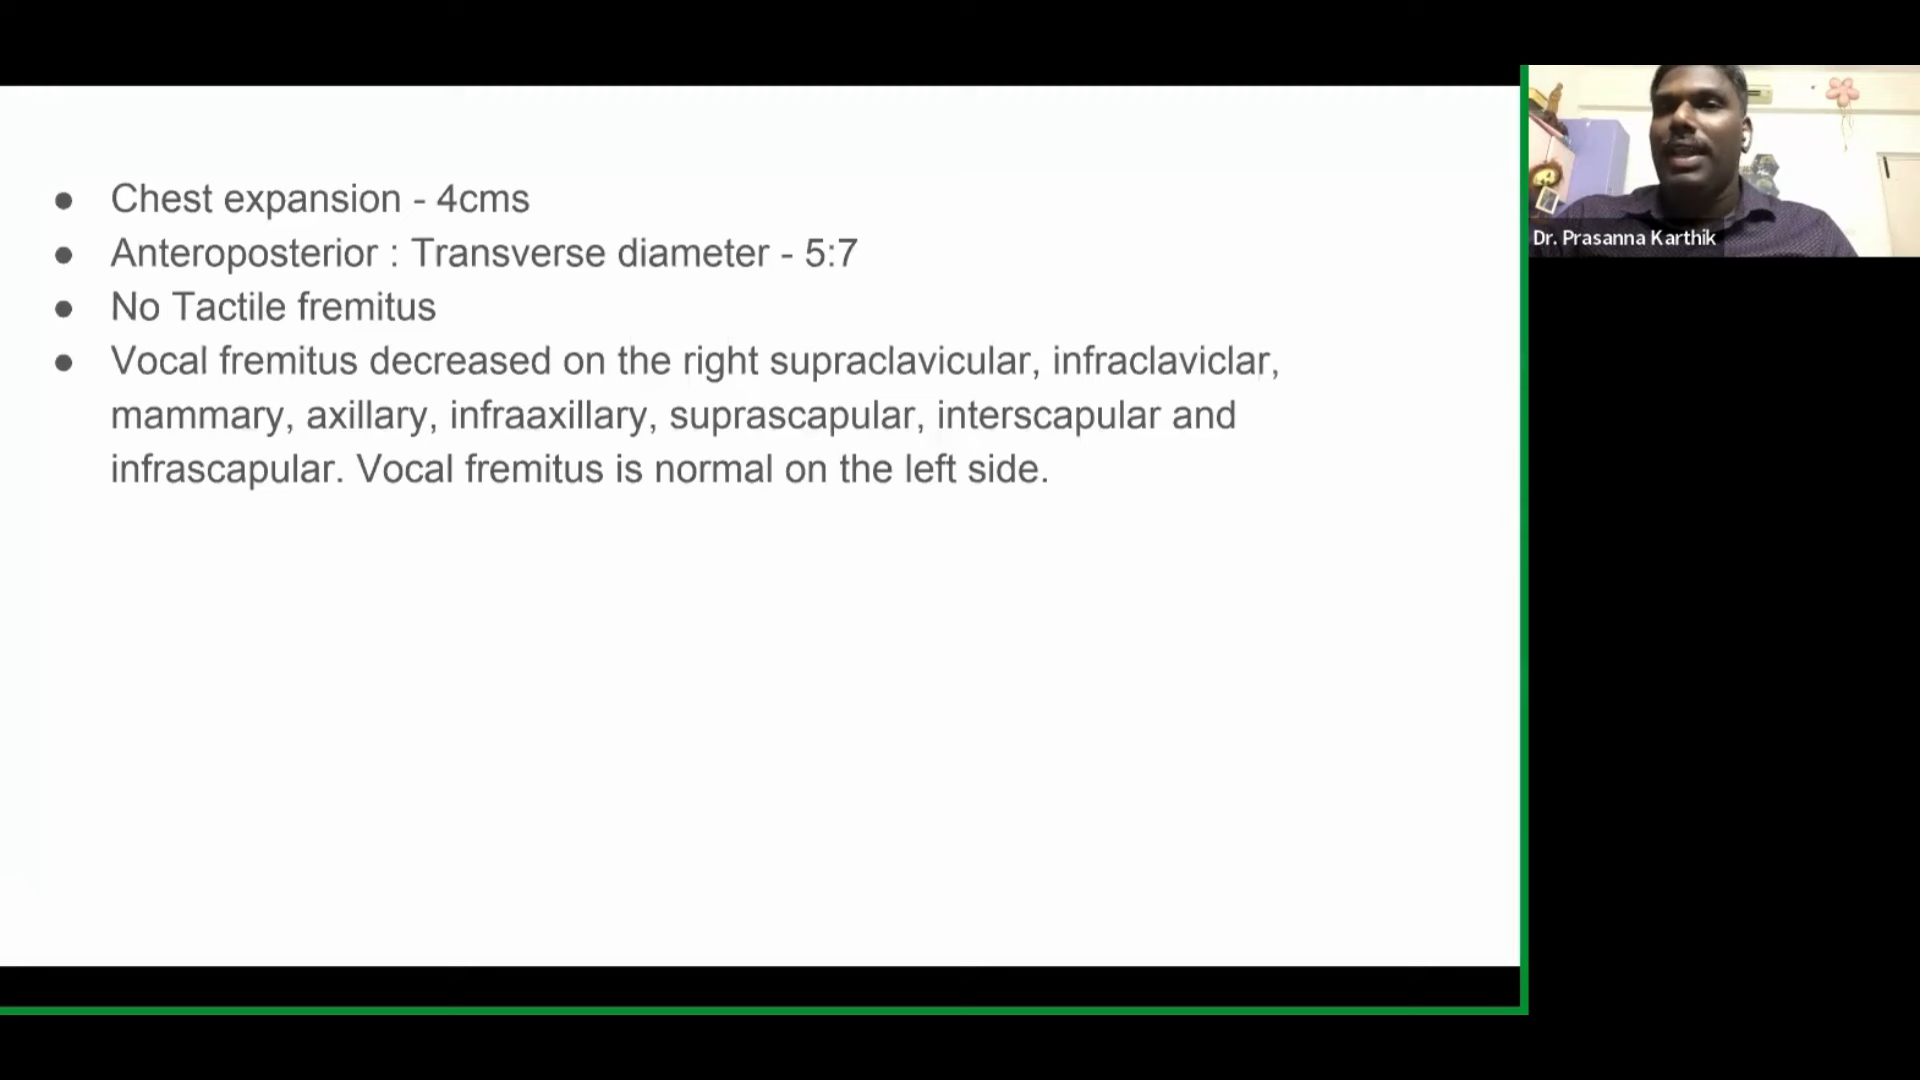 ● Chest expansion - 4cms
● Anteroposterior : Transverse diameter - 5:7
● No Tactile fremitus
● Vocal fremitus decreased on the right supraclavicular, infraclaviclar,
mammary, axillary, infraaxillary, suprascapular, interscapular and
infrascapular. Vocal fremitus is normal on the left side.
Dr. Prasanna Karthik